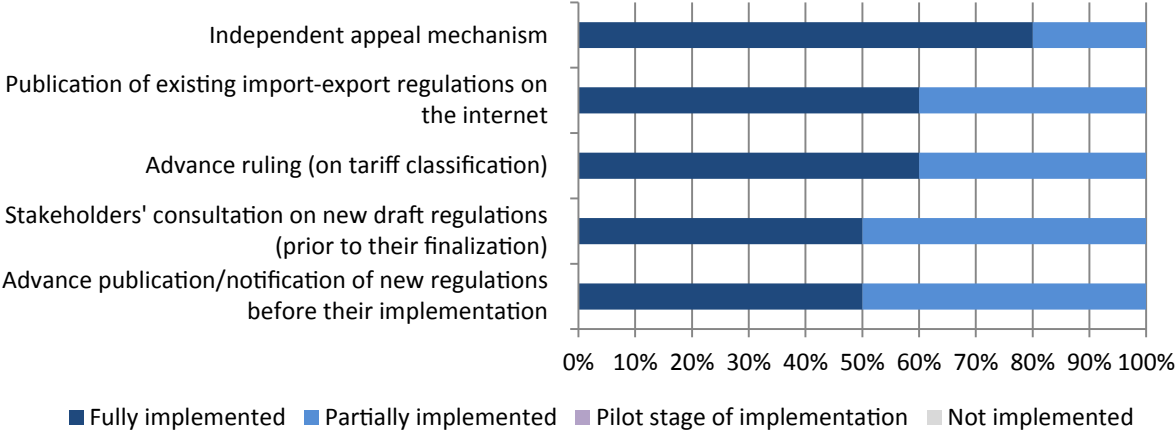 Independent appeal mechanism
Publication of existing import-export regulations on
the internet
Advance ruling (on tariff classification)
Stakeholders' consultation on new draft regulations
(prior to their finalization)
Advance publication/notification of new regulations
before their implementation
0% 10% 20% 30% 40% 50% 60% 70% 80% 90% 100%
Fully implemented Partially implemented Pilot stage of implementation Not implemented